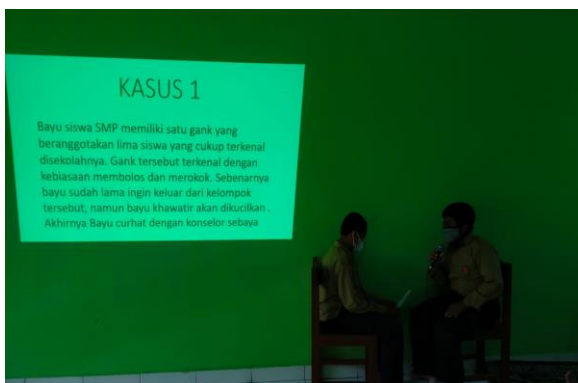 KASUS 1
Bayu siswa SMP memiliki satu gank yang
beranggotakan lima siswa yang cukup terkenal
disekolahnya. Gank tersebut terkenal dengan
kebiasaan membolos dan merokok. Sebenarnya
bayu sudah lama ingin keluar dari kelompok
tersebut, namun bayu khawatir akan dikucilkan .
Akhirnya Bayu curhat dengan konselor sebaya